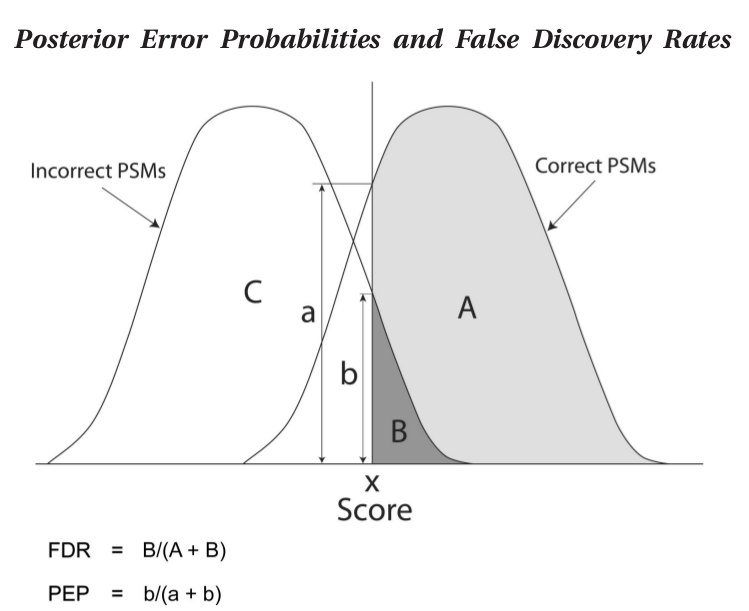 Posterior Error Probabilities and False Discovery Rates
Incorrect PSMs
Correct PSMs
C
a
A
b
B
x
Score
FDR = B/(A + B)
PEP = b/(a + b)